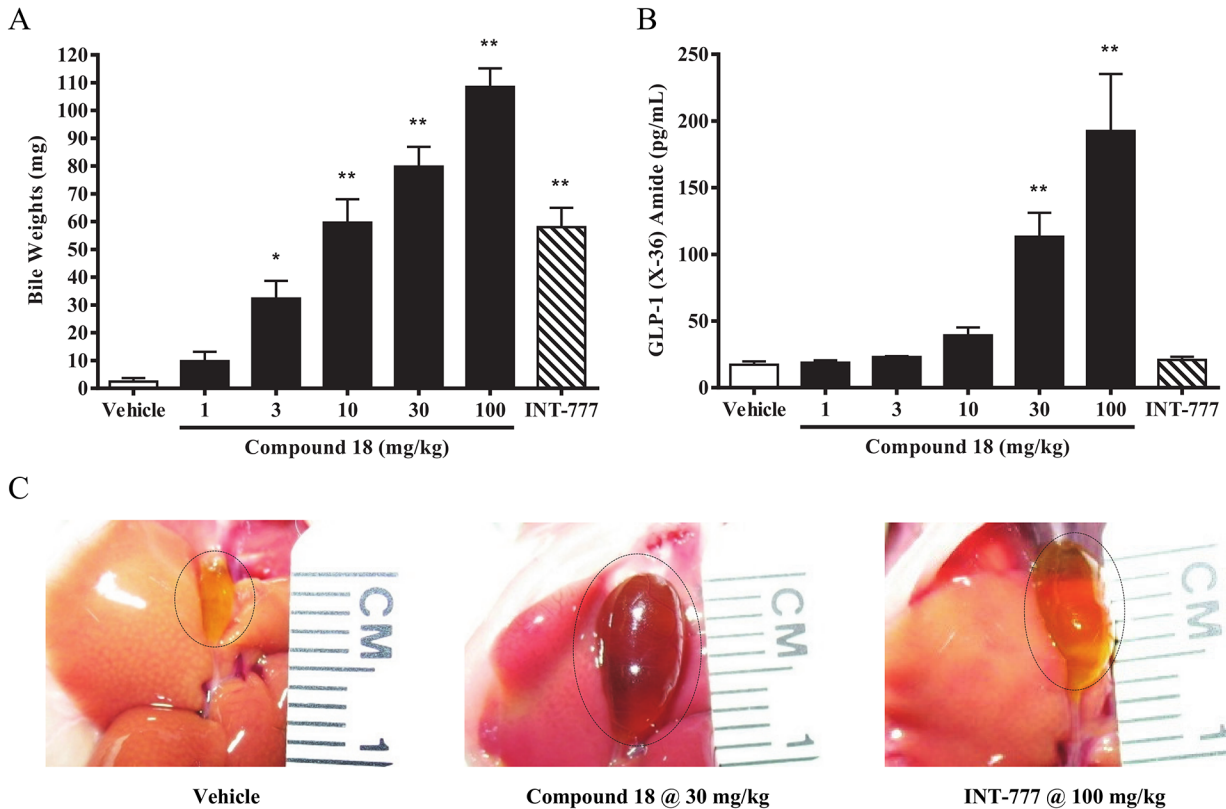 A
Bile Weights (mg)
120
110
100
90
80
70
60
50
40
30
20
10
0
*
**
**
**
**
Vehicle 1 3 10 30 100 INT-777
Compound 18 (mg/kg)
B
GLP-1 (X-36) Amide (pg/mL)
250
200
150
100
50
0
**
**
Vehicle 1 3 10 30 100 INT-777
Compound 18 (mg/kg)
C
CM
1
CM
1
CM
1
Vehicle
Compound 18 @ 30 mg/kg
INT-777 @ 100 mg/kg